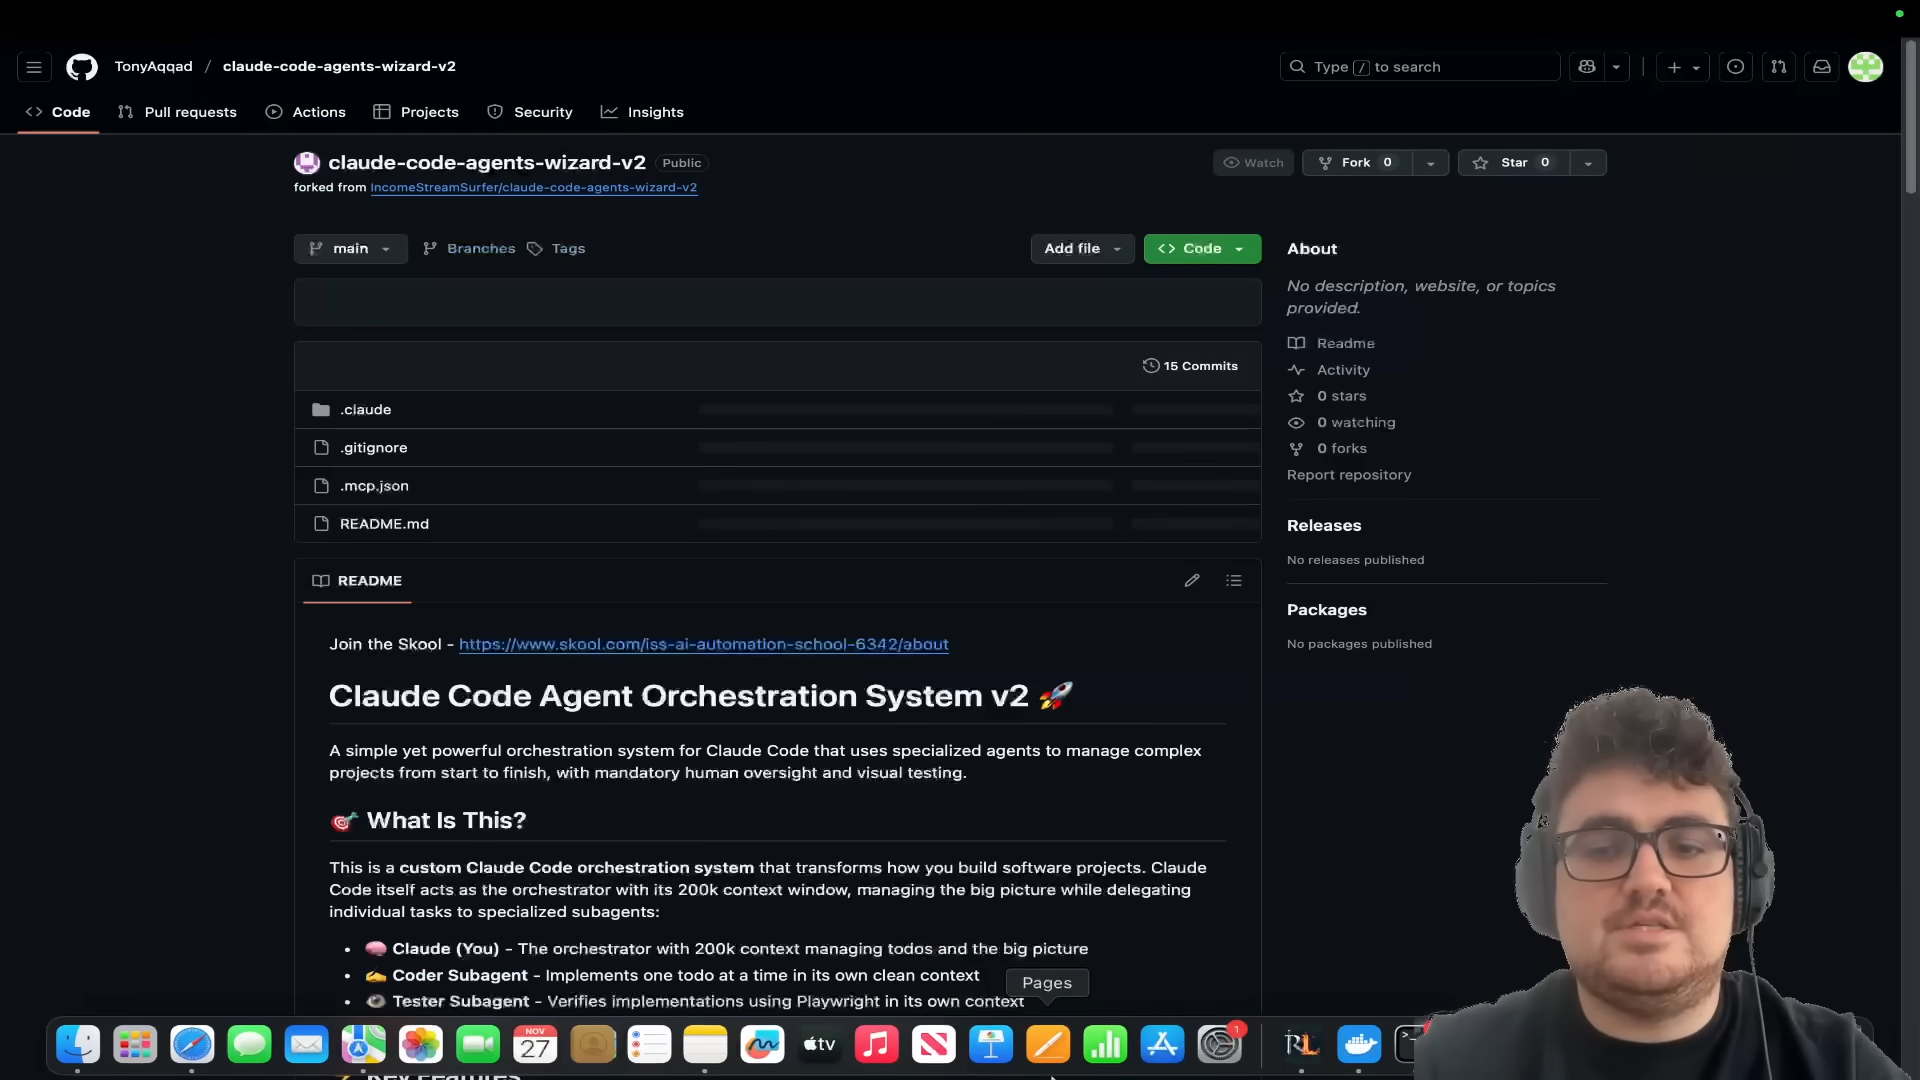 TonyAqqad / claude-code-agents-wizard-v2
Type / to search
Code
Pull requests
Actions
Projects
Security
Insights
claude-code-agents-wizard-v2 Public
Watch
Fork 0
Star 0
forked from IncomeStreamSurfer/claude-code-agents-wizard-v2
main
Branches
Tags
Add file
Code
About
No description, website, or topics
provided.
Readme
Activity
0 stars
0 watching
0 forks
Report repository
Releases
No releases published
Packages
No packages published
15 Commits
.claude
.gitignore
.mcp.json
README.md
README
Join the Skool - https://www.skool.com/iss-ai-automation-school-6342/about
Claude Code Agent Orchestration System v2 🚀
A simple yet powerful orchestration system for Claude Code that uses specialized agents to manage complex
projects from start to finish, with mandatory human oversight and visual testing.
🎯 What Is This?
This is a custom Claude Code orchestration system that transforms how you build software projects. Claude
Code itself acts as the orchestrator with its 200k context window, managing the big picture while delegating
individual tasks to specialized subagents:
• 🧠 Claude (You) - The orchestrator with 200k context managing todos and the big picture
• ✍️ Coder Subagent - Implements one todo at a time in its own clean context
• 👁️ Tester Subagent - Verifies implementations using Playwright in its own context
Pages
NOV
27
tv
1
RL
Key Features